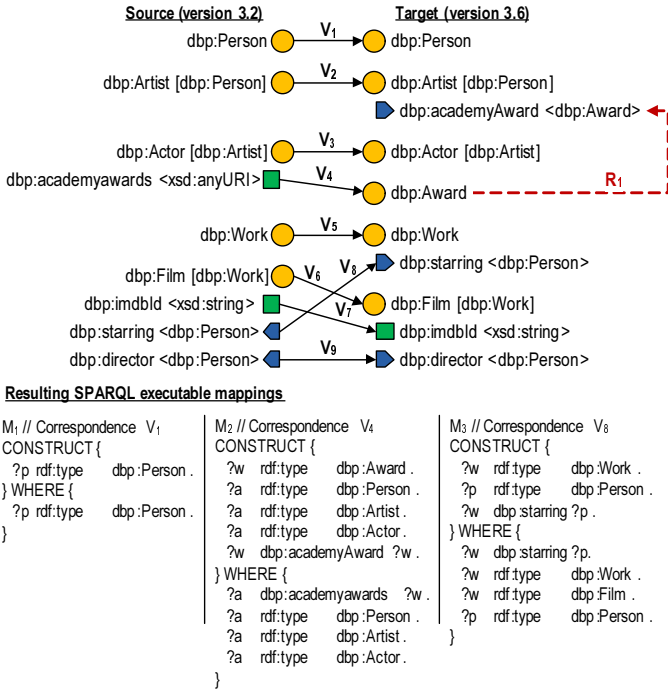 Source (version 3.2) Target (version 3.6)
dbp:Person V1 dbp:Person
dbp:Artist [dbp:Person] V2 dbp:Artist [dbp:Person]
dbp:academyAward <dbp:Award>
dbp:Actor [dbp:Artist] V3 dbp:Actor [dbp:Artist]
dbp:academyawards <xsd:anyURI> V4 dbp:Award R1
dbp:Work V5 dbp:Work
V8 dbp:starring <dbp:Person>
dbp:Film [dbp:Work] V6 dbp:Film [dbp:Work]
dbp:imdbId <xsd:string> V7 dbp:imdbId <xsd:string>
dbp:starring <dbp:Person>
dbp:director <dbp:Person> V9 dbp:director <dbp:Person>
Resulting SPARQL executable mappings
M1 // Correspondence V1
CONSTRUCT {
?p rdf:type dbp:Person .
} WHERE {
?p rdf:type dbp:Person .
}
M2 // Correspondence V4
CONSTRUCT {
?w rdf:type dbp:Award .
?a rdf:type dbp:Person .
?a rdf:type dbp:Artist .
?a rdf:type dbp:Actor .
?w dbp:academyAward ?w .
} WHERE {
?a dbp:academyawards ?w .
?a rdf:type dbp:Person .
?a rdf:type dbp:Artist .
?a rdf:type dbp:Actor .
}
M3 // Correspondence V8
CONSTRUCT {
?w rdf:type dbp:Work .
?p rdf:type dbp:Person .
?w dbp:starring ?p .
} WHERE {
?w dbp:starring ?p.
?w rdf:type dbp:Work .
?w rdf:type dbp:Film .
?p rdf:type dbp:Person .
}